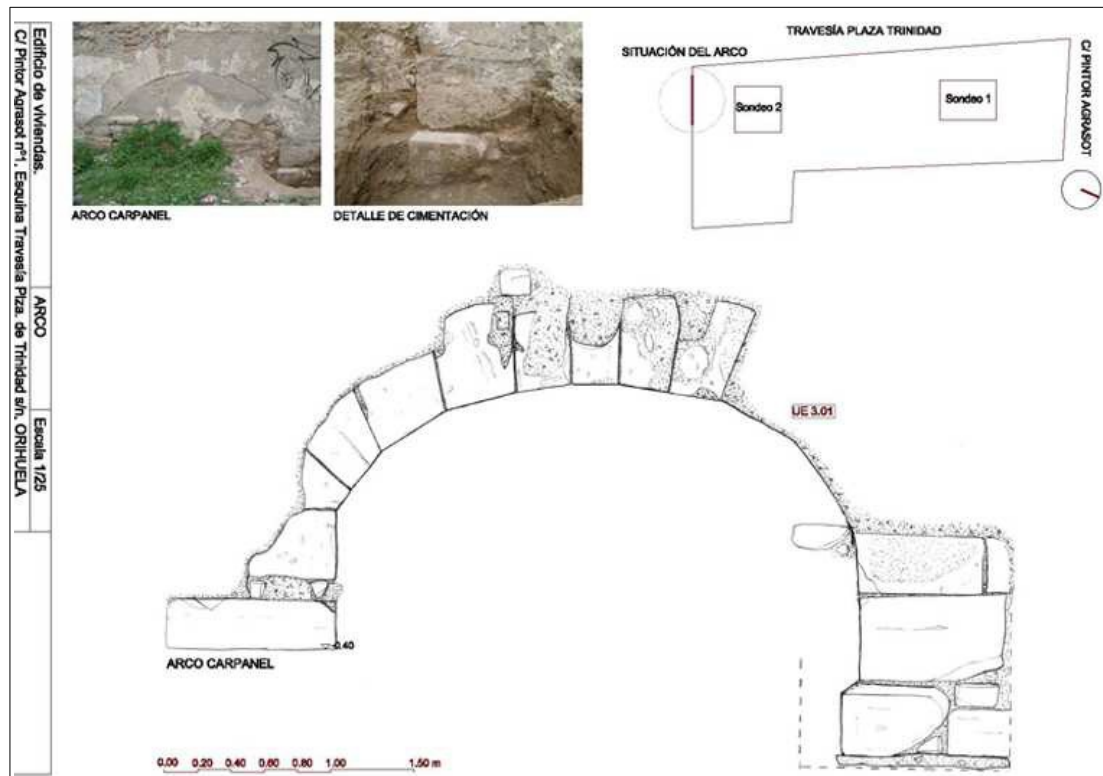 Edificio de viviendas.
C/ Pintor Agrasot nº1. Esquina Travesía Plza. de Trinidad s/n. ORIHUELA
ARCO
Escala 1/25
ARCO CARPANEL
DETALLE DE CIMENTACIÓN
TRAVESÍA PLAZA TRINIDAD
SITUACIÓN DEL ARCO
Sondeo 2
Sondeo 1
C/ PINTOR AGRASOT
UE 3.01
-0.40
ARCO CARPANEL
0.00 0.20 0.40 0.60 0.80 1.00 1.50 m